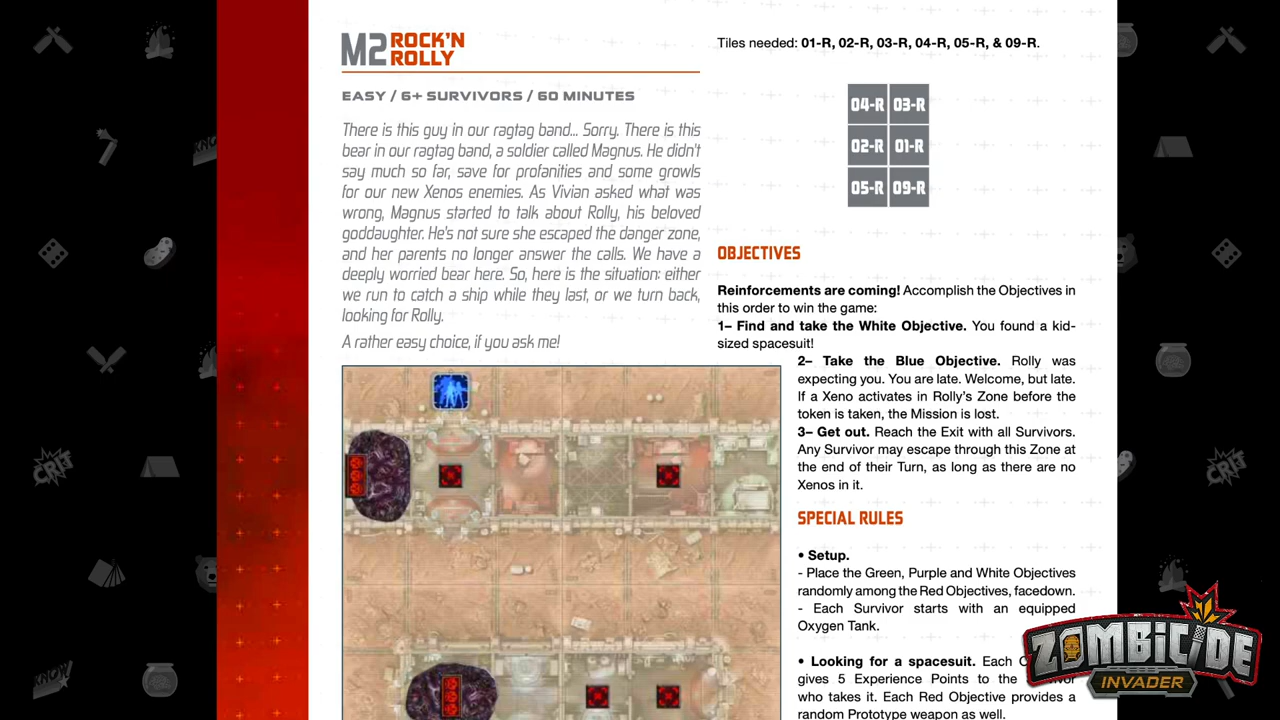 M2 ROCK'N
ROLLY
EASY / 6+ SURVIVORS / 60 MINUTES
There is this guy in our ragtag band... Sorry. There is this
bear in our ragtag band, a soldier called Magnus. He didn't
say much so far, save for profanities and some growls
for our new Xenos enemies. As Vivian asked what was
wrong, Magnus started to talk about Rolly, his beloved
goddaughter. He's not sure she escaped the danger zone,
and her parents no longer answer the calls. We have a
deeply worried bear here. So, here is the situation: either
we run to catch a ship while they last, or we turn back,
looking for Rolly.
A rather easy choice, if you ask me!
Tiles needed: 01-R, 02-R, 03-R, 04-R, 05-R, & 09-R.
04-R 03-R
02-R 01-R
05-R 09-R
OBJECTIVES
Reinforcements are coming! Accomplish the Objectives in
this order to win the game:
1– Find and take the White Objective. You found a kid-
sized spacesuit!
2– Take the Blue Objective. Rolly was
expecting you. You are late. Welcome, but late.
If a Xeno activates in Rolly's Zone before the
token is taken, the Mission is lost.
3– Get out. Reach the Exit with all Survivors.
Any Survivor may escape through this Zone at
the end of their Turn, as long as there are no
Xenos in it.
SPECIAL RULES
• Setup.
- Place the Green, Purple and White Objectives
randomly among the Red Objectives, facedown.
- Each Survivor starts with an equipped
Oxygen Tank.
• Looking for a spacesuit. Each
gives 5 Experience Points to the
who takes it. Each Red Objective provides a
random Prototype weapon as well.
ZOMBICIDE
INVADER
KNOW
CRIT
CRIT
KNOW